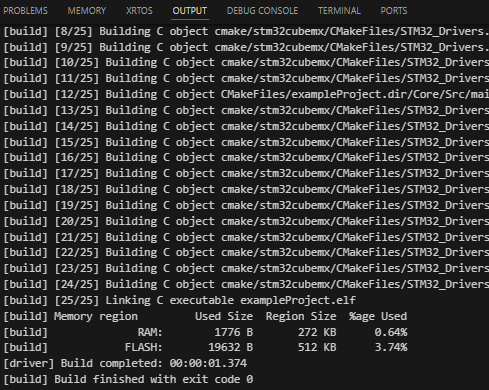 PROBLEMS MEMORY XRTOS OUTPUT DEBUG CONSOLE TERMINAL PORTS
[build] [8/25] Building C object cmake/stm32cubemx/CMakeFiles/STM32_Drivers.
[build] [9/25] Building C object cmake/stm32cubemx/CMakeFiles/STM32_Drivers.
[build] [10/25] Building C object cmake/stm32cubemx/CMakeFiles/STM32_Drivers
[build] [11/25] Building C object cmake/stm32cubemx/CMakeFiles/STM32_Drivers
[build] [12/25] Building C object CMakeFiles/exampleProject.dir/Core/Src/mai
[build] [13/25] Building C object cmake/stm32cubemx/CMakeFiles/STM32_Drivers
[build] [14/25] Building C object cmake/stm32cubemx/CMakeFiles/STM32_Drivers
[build] [15/25] Building C object cmake/stm32cubemx/CMakeFiles/STM32_Drivers
[build] [16/25] Building C object cmake/stm32cubemx/CMakeFiles/STM32_Drivers
[build] [17/25] Building C object cmake/stm32cubemx/CMakeFiles/STM32_Drivers
[build] [18/25] Building C object cmake/stm32cubemx/CMakeFiles/STM32_Drivers
[build] [19/25] Building C object cmake/stm32cubemx/CMakeFiles/STM32_Drivers
[build] [20/25] Building C object cmake/stm32cubemx/CMakeFiles/STM32_Drivers
[build] [21/25] Building C object cmake/stm32cubemx/CMakeFiles/STM32_Drivers
[build] [22/25] Building C object cmake/stm32cubemx/CMakeFiles/STM32_Drivers
[build] [23/25] Building C object cmake/stm32cubemx/CMakeFiles/STM32_Drivers
[build] [24/25] Building C object cmake/stm32cubemx/CMakeFiles/STM32_Drivers
[build] [25/25] Linking C executable exampleProject.elf
[build] Memory region Used Size Region Size %age Used
[build] RAM: 1776 B 272 KB 0.64%
[build] FLASH: 19632 B 512 KB 3.74%
[driver] Build completed: 00:00:01.374
[build] Build finished with exit code 0